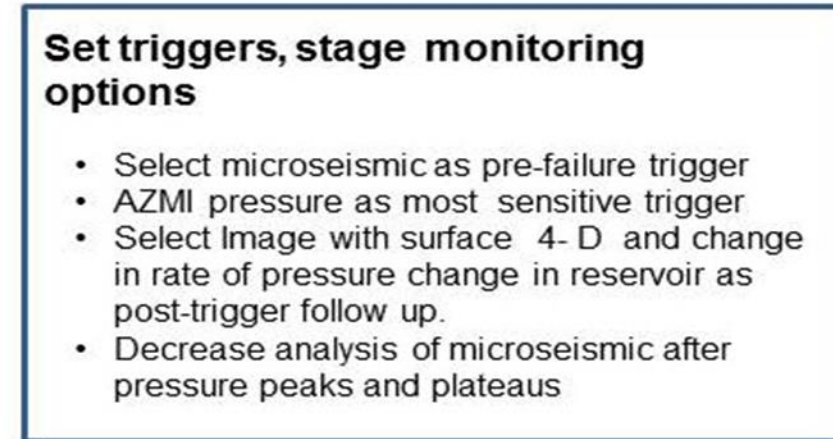 Set triggers, stage monitoring
options
• Select microseismic as pre-failure trigger
• AZMI pressure as most sensitive trigger
• Select Image with surface 4- D and change
in rate of pressure change in reservoir as
post-trigger follow up.
• Decrease analysis of microseismic after
pressure peaks and plateaus